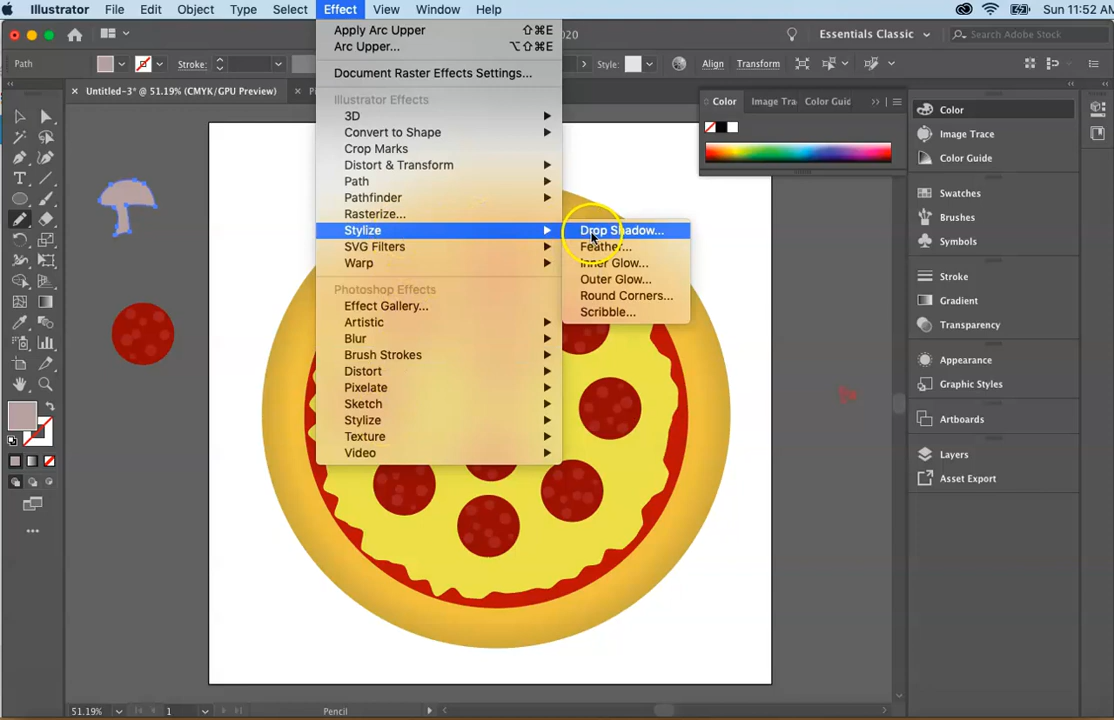 Illustrator File Edit Object Type Select Effect View Window Help Sun 11:52 AM
2020 Essentials Classic Search Adobe Stock
Path Stroke: Style: Align Transform
× Untitled-3* @ 51.19% (CMYK/GPU Preview) ×
Apply Arc Upper ⇧⌘E
Arc Upper... ⌥⇧⌘E
Document Raster Effects Settings...
Illustrator Effects
3D
Convert to Shape
Crop Marks
Distort & Transform
Path
Pathfinder
Rasterize...
Stylize
SVG Filters
Warp
Photoshop Effects
Effect Gallery...
Artistic
Blur
Brush Strokes
Distort
Pixelate
Sketch
Stylize
Texture
Video
Drop Shadow...
Feather...
Inner Glow...
Outer Glow...
Round Corners...
Scribble...
Color Image Tra Color Guid
Color
Image Trace
Color Guide
Swatches
Brushes
Symbols
Stroke
Gradient
Transparency
Appearance
Graphic Styles
Artboards
Layers
Asset Export
51.19% 1 Pencil